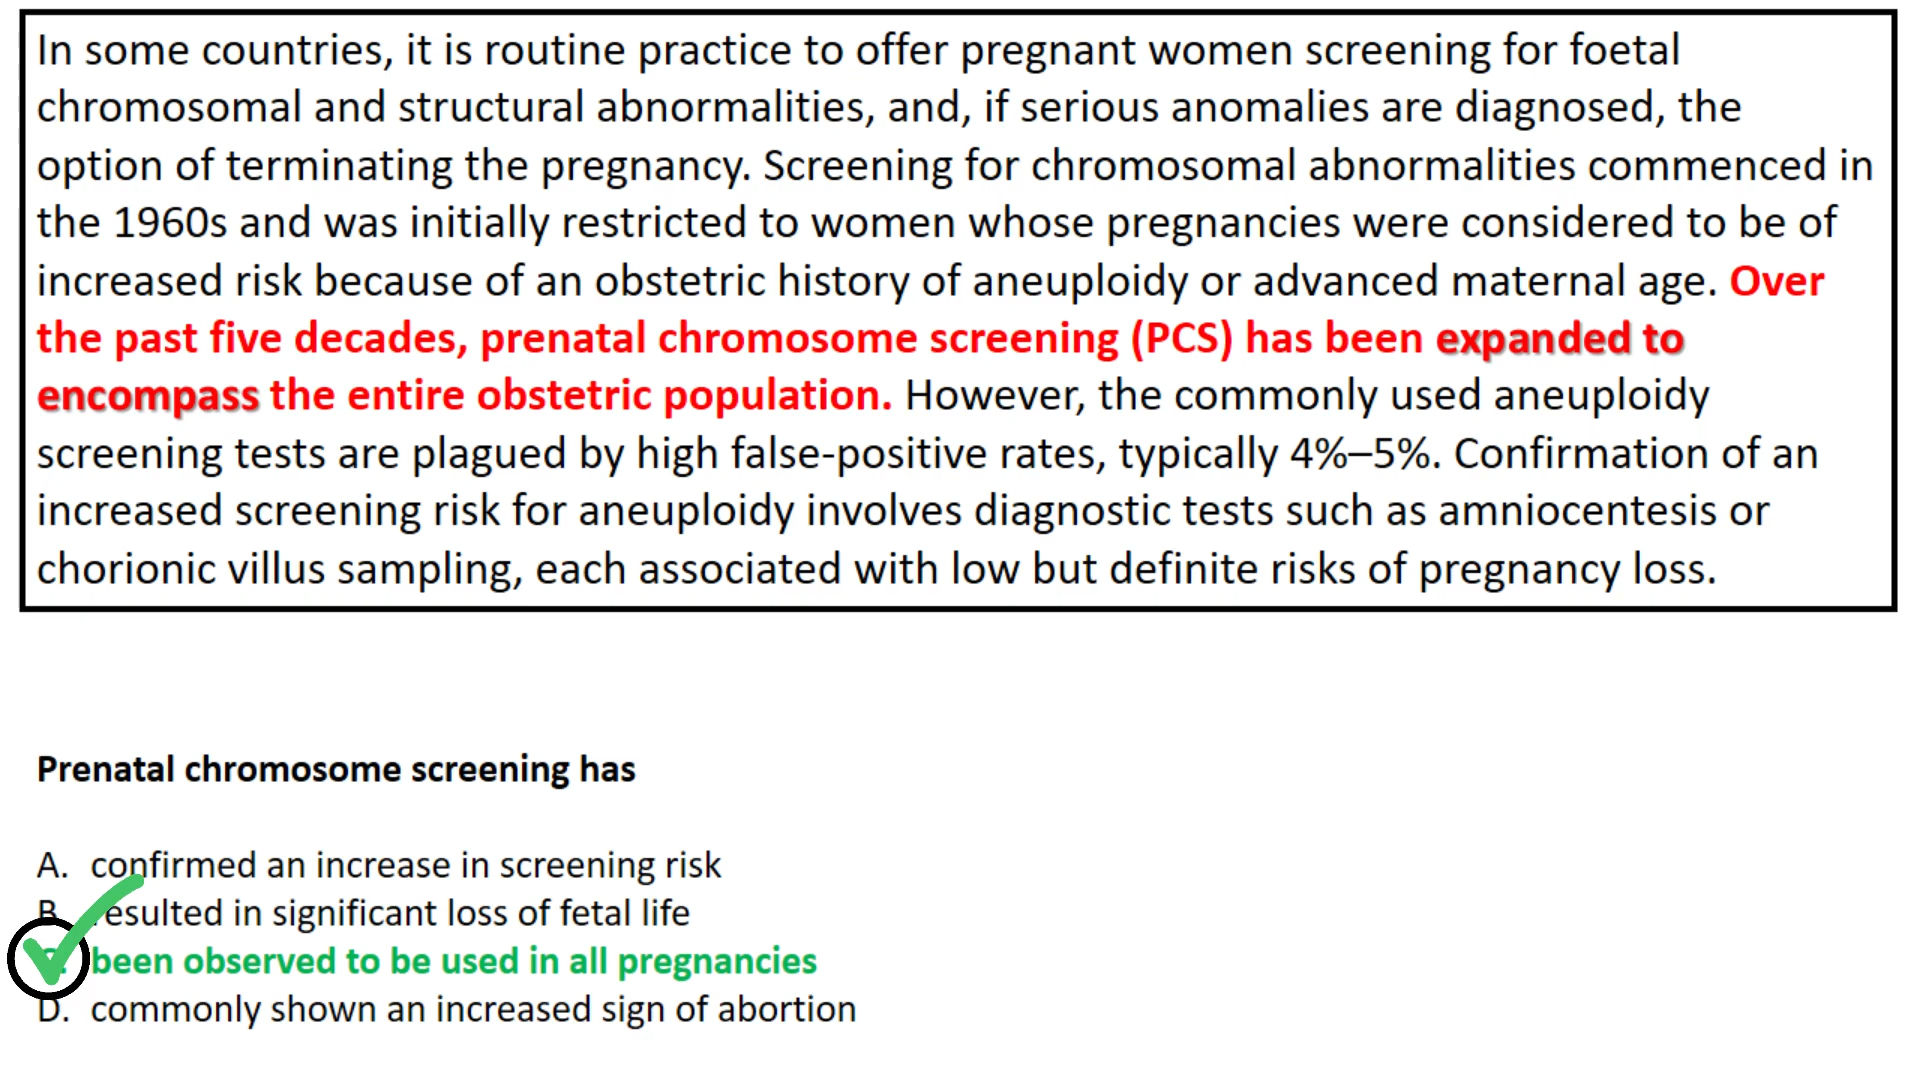 In some countries, it is routine practice to offer pregnant women screening for foetal
chromosomal and structural abnormalities, and, if serious anomalies are diagnosed, the
option of terminating the pregnancy. Screening for chromosomal abnormalities commenced in
the 1960s and was initially restricted to women whose pregnancies were considered to be of
increased risk because of an obstetric history of aneuploidy or advanced maternal age. Over
the past five decades, prenatal chromosome screening (PCS) has been expanded to
encompass the entire obstetric population. However, the commonly used aneuploidy
screening tests are plagued by high false-positive rates, typically 4%–5%. Confirmation of an
increased screening risk for aneuploidy involves diagnostic tests such as amniocentesis or
chorionic villus sampling, each associated with low but definite risks of pregnancy loss.
Prenatal chromosome screening has
A. confirmed an increase in screening risk
B. resulted in significant loss of fetal life
C. been observed to be used in all pregnancies
D. commonly shown an increased sign of abortion